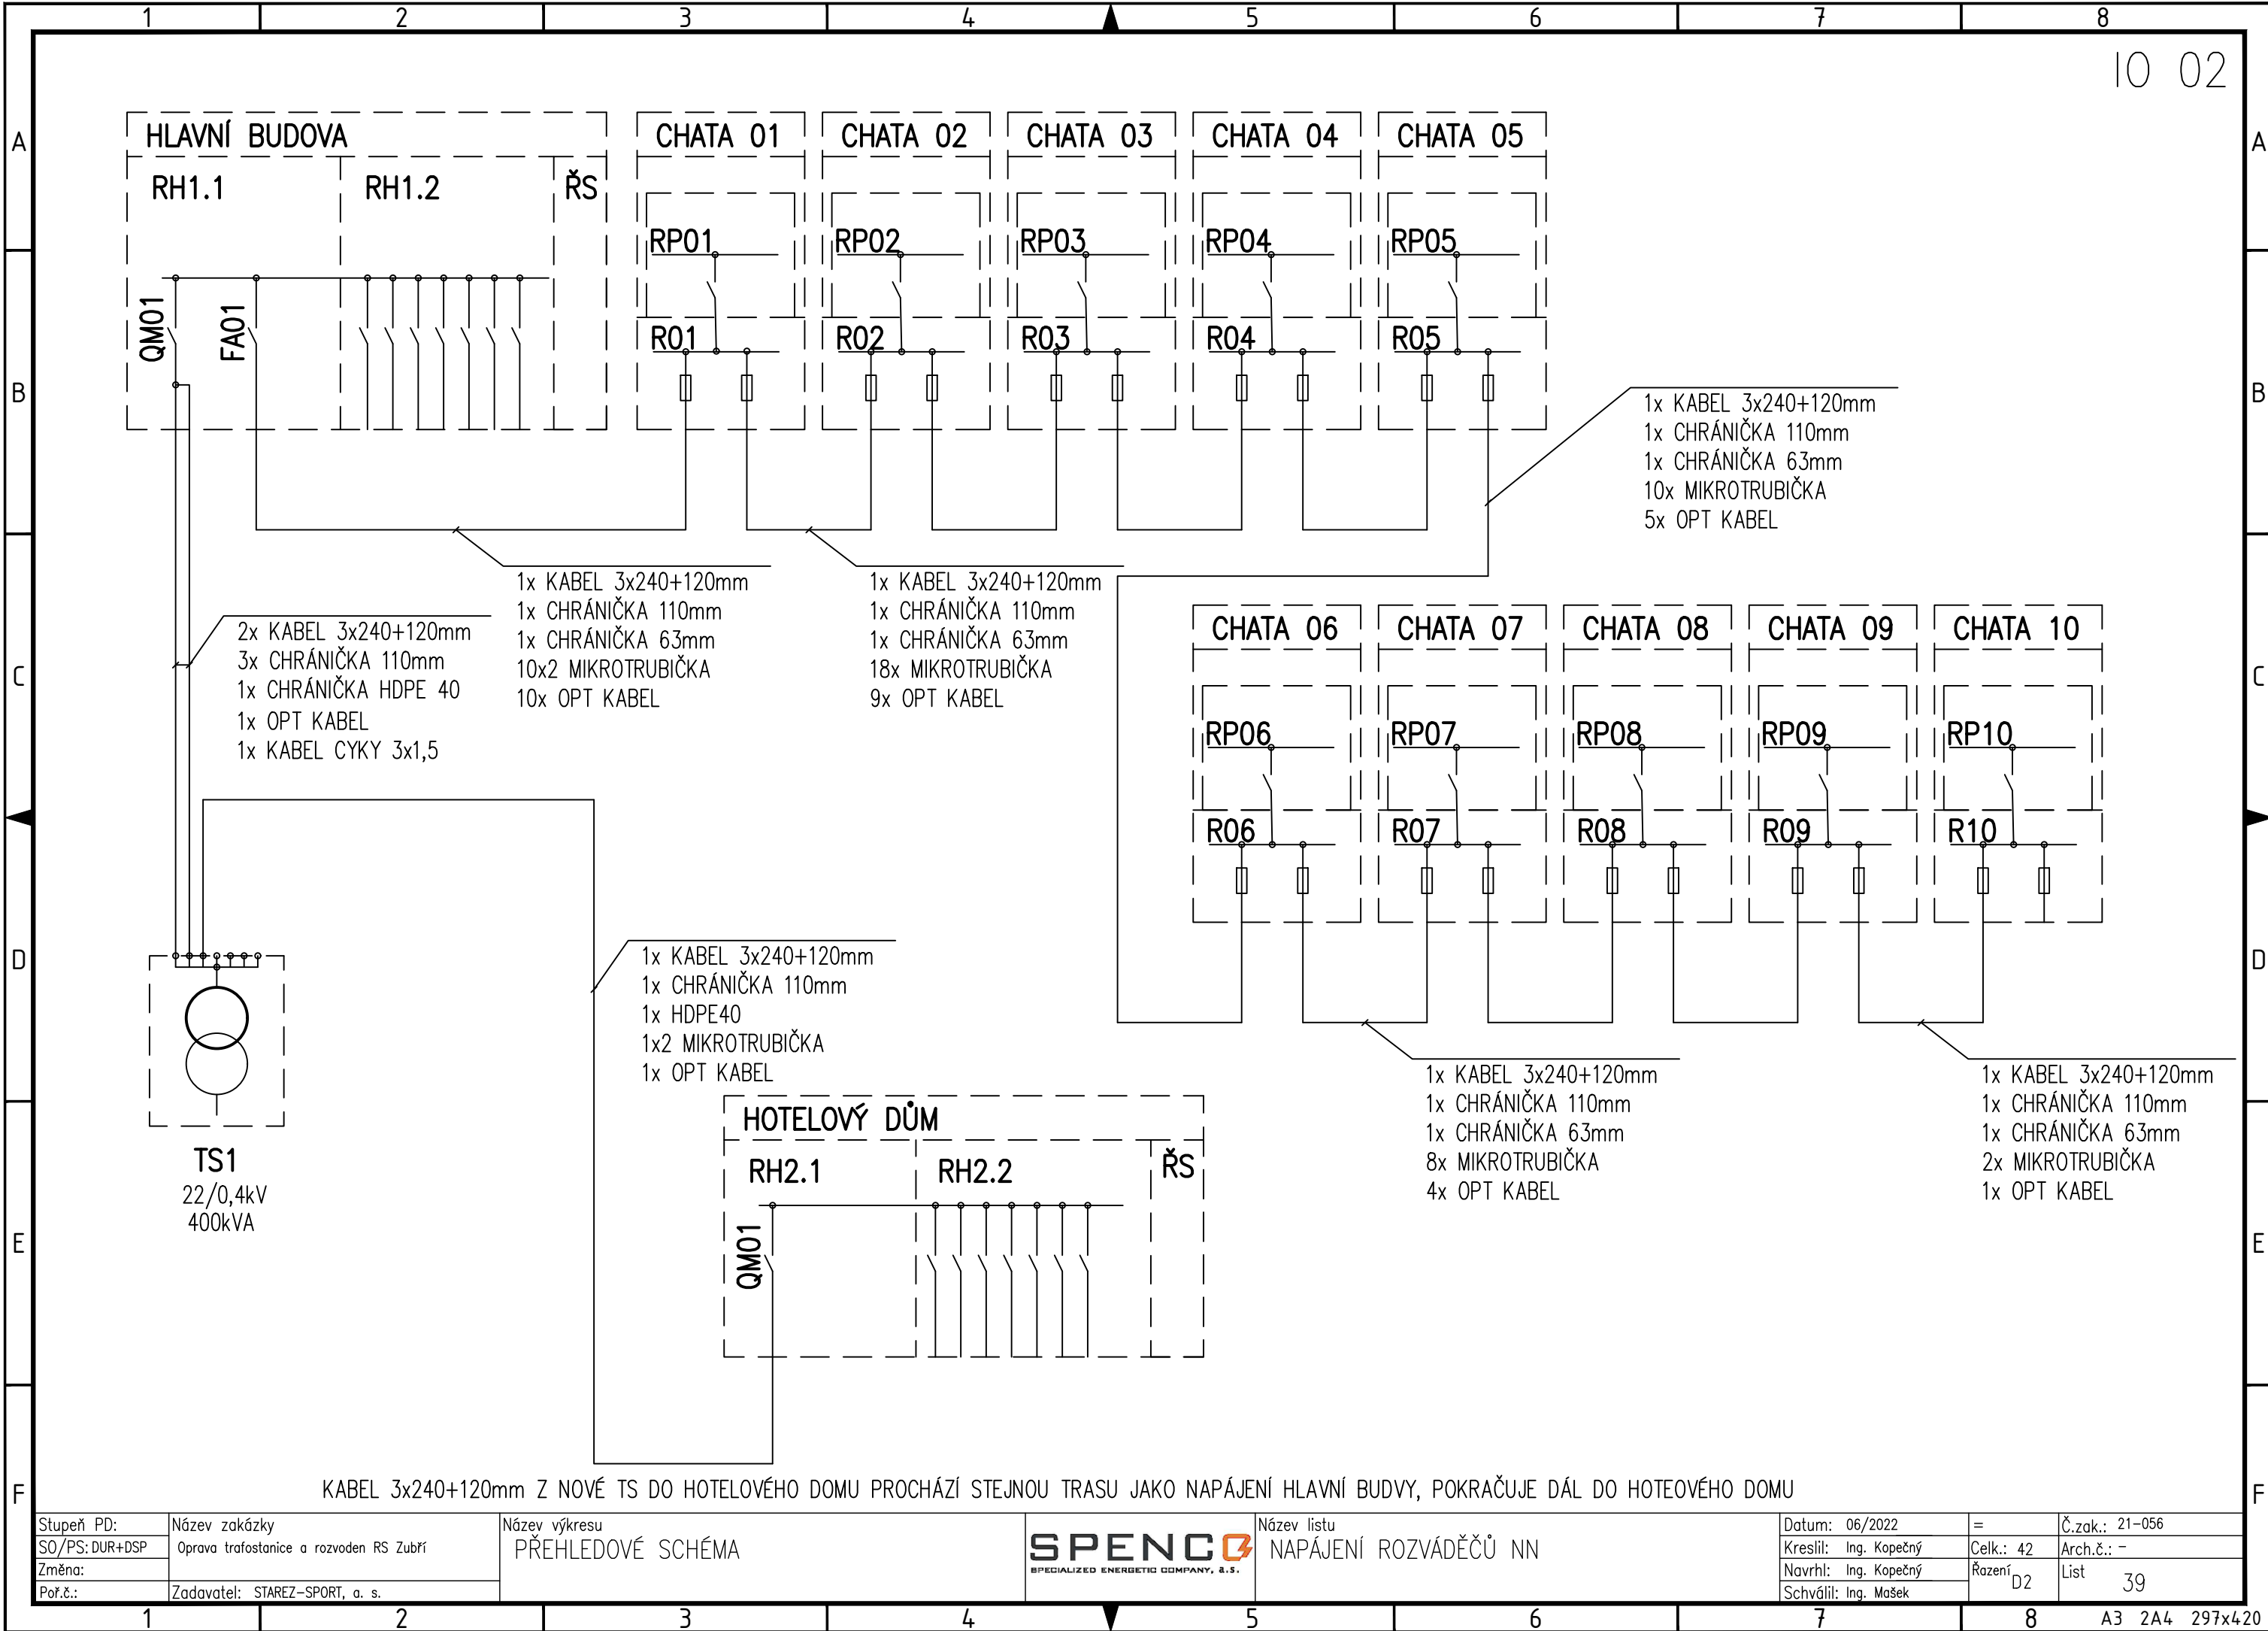 1 2 3 4 5 6 7 8
IO 02
A A
HLAVNÍ BUDOVA
RH1.1 RH1.2 ŘS
QM01 FA01
CHATA 01 CHATA 02 CHATA 03 CHATA 04 CHATA 05
RP01 RP02 RP03 RP04 RP05
R01 R02 R03 R04 R05
B B
1x KABEL 3x240+120mm
1x CHRÁNIČKA 110mm
1x CHRÁNIČKA 63mm
10x MIKROTRUBIČKA
5x OPT KABEL
1x KABEL 3x240+120mm
1x CHRÁNIČKA 110mm
1x CHRÁNIČKA 63mm
10x2 MIKROTRUBIČKA
10x OPT KABEL
1x KABEL 3x240+120mm
1x CHRÁNIČKA 110mm
1x CHRÁNIČKA 63mm
18x MIKROTRUBIČKA
9x OPT KABEL
2x KABEL 3x240+120mm
3x CHRÁNIČKA 110mm
1x CHRÁNIČKA HDPE 40
1x OPT KABEL
1x KABEL CYKY 3x1,5
C C
CHATA 06 CHATA 07 CHATA 08 CHATA 09 CHATA 10
RP06 RP07 RP08 RP09 RP10
R06 R07 R08 R09 R10
D D
1x KABEL 3x240+120mm
1x CHRÁNIČKA 110mm
1x HDPE40
1x2 MIKROTRUBIČKA
1x OPT KABEL
1x KABEL 3x240+120mm
1x CHRÁNIČKA 110mm
1x CHRÁNIČKA 63mm
8x MIKROTRUBIČKA
4x OPT KABEL
1x KABEL 3x240+120mm
1x CHRÁNIČKA 110mm
1x CHRÁNIČKA 63mm
2x MIKROTRUBIČKA
1x OPT KABEL
TS1
22/0,4kV
400kVA
HOTELOVÝ DŮM
RH2.1 RH2.2 ŘS
QM01
E E
KABEL 3x240+120mm Z NOVÉ TS DO HOTELOVÉHO DOMU PROCHÁZÍ STEJNOU TRASU JAKO NAPÁJENÍ HLAVNÍ BUDVY, POKRAČUJE DÁL DO HOTEOVÉHO DOMU
F F
Stupeň PD:
SO/PS: DUR+DSP
Změna:
Poř.č.:
Název zakázky
Oprava trafostanice a rozvoden RS Zubří
Zadavatel: STAREZ-SPORT, a. s.
Název výkresu
PŘEHLEDOVÉ SCHÉMA
SPENCO
SPECIALIZED ENERGETIC COMPANY, a.s.
Název listu
NAPÁJENÍ ROZVÁDĚČŮ NN
Datum: 06/2022 = Č.zak.: 21-056
Kreslil: Ing. Kopečný Celk.: 42 Arch.č.: -
Navrhl: Ing. Kopečný Řazení D2 List 39
Schválil: Ing. Mašek
1 2 3 4 5 6 7 8
A3 2A4 297x420